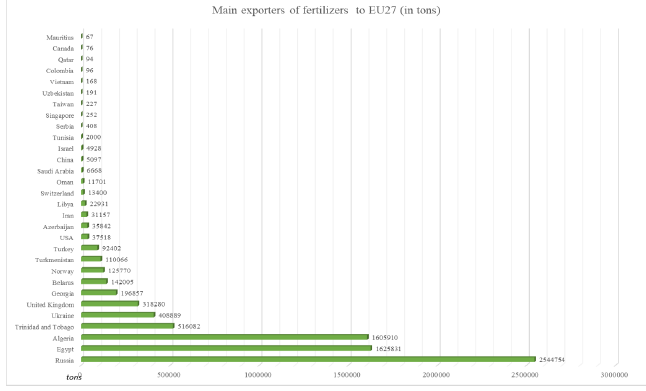 Main exporters of fertilizers to EU27 (in tons)
Mauritius 67
Canada 76
Qatar 94
Colombia 96
Vietnam 168
Uzbekistan 191
Taiwan 227
Singapore 252
Serbia 408
Tunisia 2000
Israel 4928
China 5097
Saudi Arabia 6668
Oman 11701
Switzerland 13400
Libya 22931
Iran 31157
Azerbaijan 35842
USA 37518
Turkey 92402
Turkmenistan 110066
Norway 125770
Belarus 142005
Georgia 196857
United Kingdom 318280
Ukraine 408889
Trinidad and Tobago 516082
Algeria 1605910
Egypt 1625831
Russia 2544754
tons 0 500000 1000000 1500000 2000000 2500000 3000000